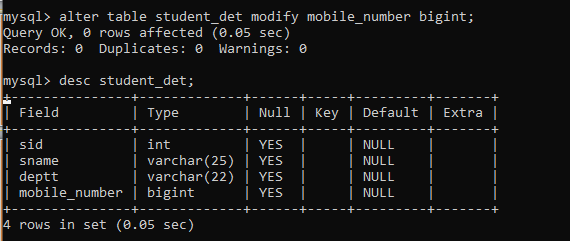 mysql> alter table student_det modify mobile_number bigint;
Query OK, 0 rows affected (0.05 sec)
Records: 0  Duplicates: 0  Warnings: 0

mysql> desc student_det;
+---------------+-------------+------+-----+---------+-------+
| Field         | Type        | Null | Key | Default | Extra |
+---------------+-------------+------+-----+---------+-------+
| sid           | int         | YES  |     | NULL    |       |
| sname         | varchar(25) | YES  |     | NULL    |       |
| deptt         | varchar(22) | YES  |     | NULL    |       |
| mobile_number | bigint      | YES  |     | NULL    |       |
+---------------+-------------+------+-----+---------+-------+
4 rows in set (0.05 sec)